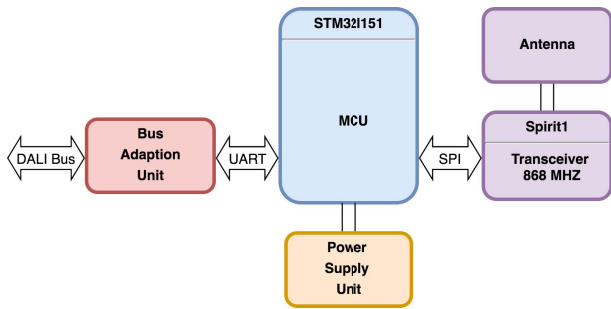 STM32l151
MCU
Antenna
Spirit1
Transceiver
868 MHZ
DALI Bus
Bus
Adaption
Unit
UART
SPI
Power
Supply
Unit